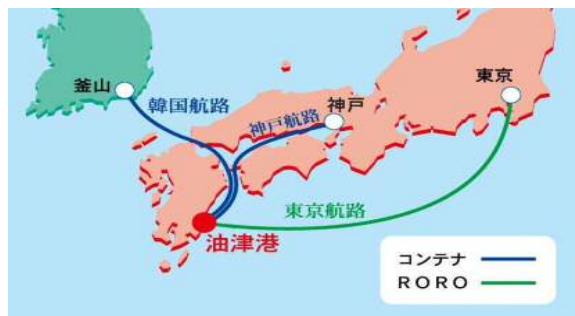 東京
釜山
神戸
韓国航路
神戸航路
東京航路
油津港
コンテナ
RORO